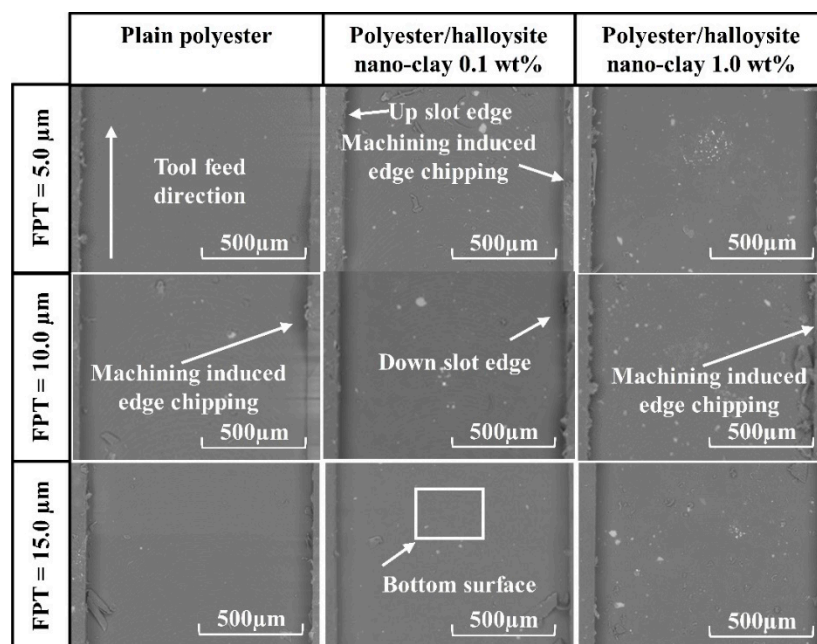 Plain polyester
Polyester/halloysite
nano-clay 0.1 wt%
Polyester/halloysite
nano-clay 1.0 wt%
FPT = 5.0 μm
Tool feed
direction
500μm
Up slot edge
Machining induced
edge chipping
500μm
500μm
FPT = 10.0 μm
Machining induced
edge chipping
500μm
Down slot edge
500μm
Machining induced
edge chipping
500μm
FPT = 15.0 μm
500μm
Bottom surface
500μm
500μm